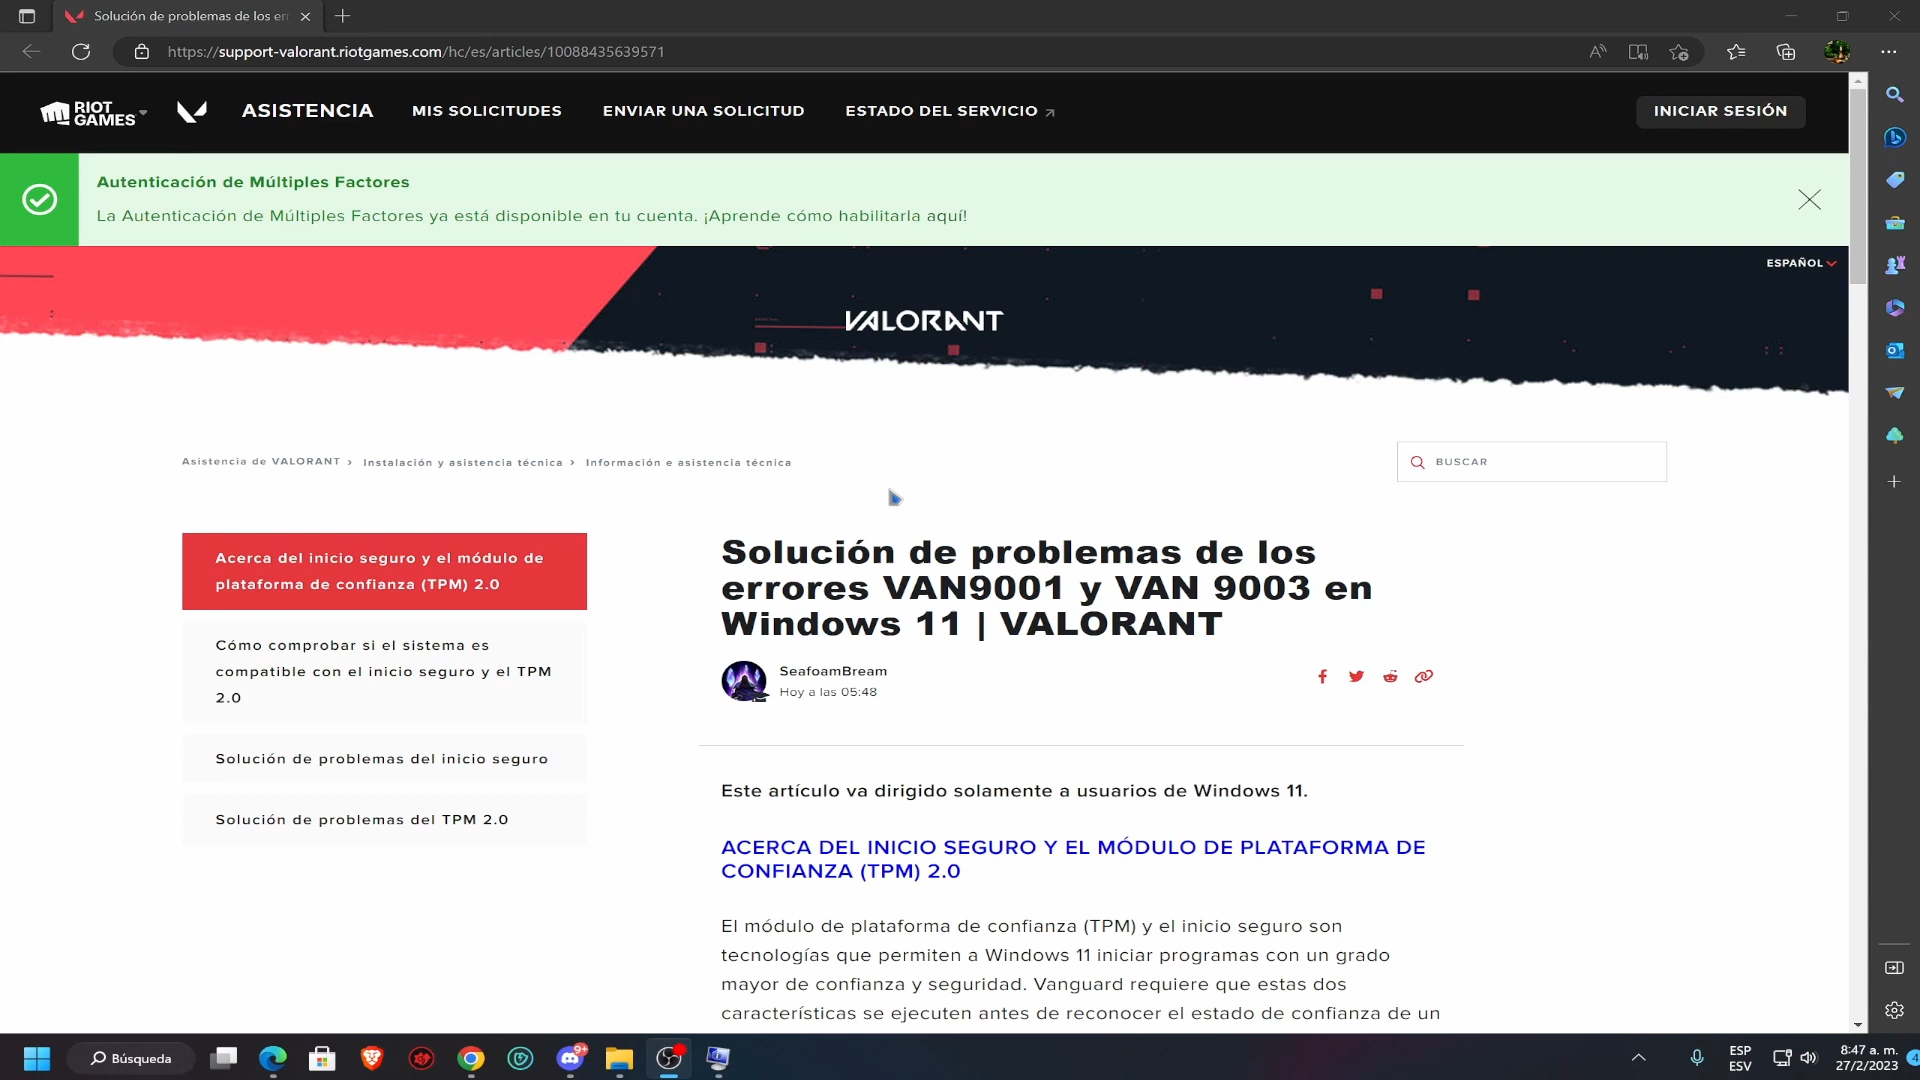 Solución de problemas de los er
https://support-valorant.riotgames.com/hc/es/articles/10088435639571
RIOT
GAMES
ASISTENCIA
MIS SOLICITUDES
ENVIAR UNA SOLICITUD
ESTADO DEL SERVICIO
INICIAR SESIÓN
Autenticación de Múltiples Factores
La Autenticación de Múltiples Factores ya está disponible en tu cuenta. ¡Aprende cómo habilitarla aquí!
ESPAÑOL
VALORANT
Asistencia de VALORANT > Instalación y asistencia técnica > Información e asistencia técnica
BUSCAR
Acerca del inicio seguro y el módulo de
plataforma de confianza (TPM) 2.0
Cómo comprobar si el sistema es
compatible con el inicio seguro y el TPM
2.0
Solución de problemas del inicio seguro
Solución de problemas del TPM 2.0
Solución de problemas de los
errores VAN9001 y VAN 9003 en
Windows 11 | VALORANT
SeafoamBream
Hoy a las 05:48
Este artículo va dirigido solamente a usuarios de Windows 11.
ACERCA DEL INICIO SEGURO Y EL MÓDULO DE PLATAFORMA DE
CONFIANZA (TPM) 2.0
El módulo de plataforma de confianza (TPM) y el inicio seguro son
tecnologías que permiten a Windows 11 iniciar programas con un grado
mayor de confianza y seguridad. Vanguard requiere que estas dos
características se ejecuten antes de reconocer el estado de confianza de un
Búsqueda
9+
ESP
ESV
8:47 a. m.
27/2/2023
4